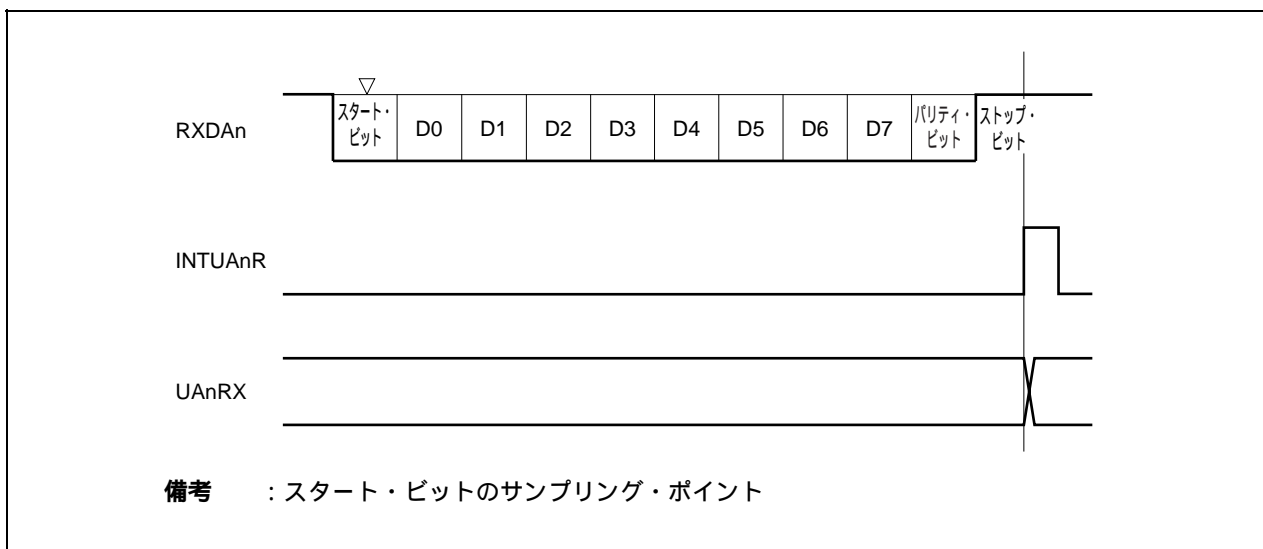 RXDAn
スタート・
ビット
D0
D1
D2
D3
D4
D5
D6
D7
パリティ・
ビット
ストップ・
ビット
INTUAnR
UAnRX
備考 :スタート・ビットのサンプリング・ポイント